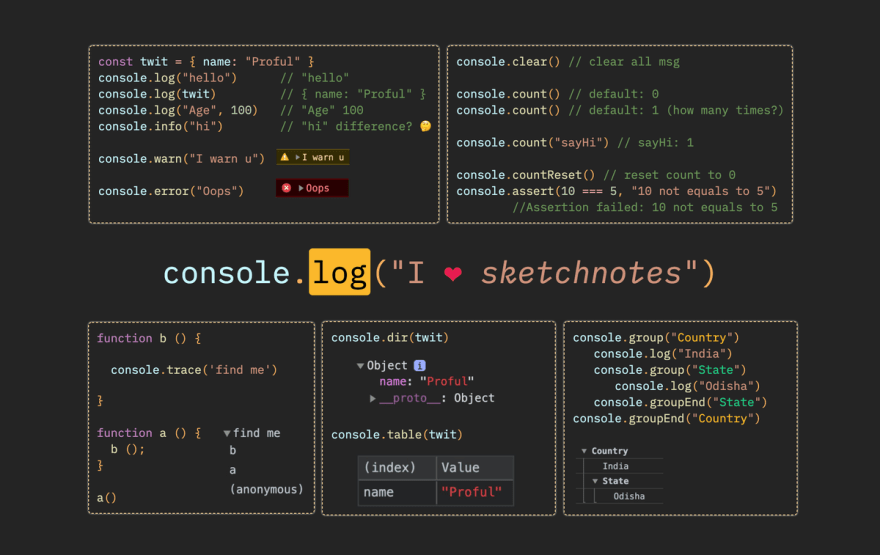 const twit = { name: "Proful" }
console.log("hello") // "hello"
console.log(twit) // { name: "Proful" }
console.log("Age", 100) // "Age" 100
console.info("hi") // "hi" difference? 🤔
console.warn("I warn u") ⚠ ▶ I warn u
console.error("Oops") ⊗ ▶ Oops
console.clear() // clear all msg
console.count() // default: 0
console.count() // default: 1 (how many times?)
console.count("sayHi") // sayHi: 1
console.countReset() // reset count to 0
console.assert(10 === 5, "10 not equals to 5")
//Assertion failed: 10 not equals to 5
console.log("I ❤ sketchnotes")
function b () {
console.trace('find me')
}
function a () {
b ();
}
a()
▼ find me
b
a
(anonymous)
console.dir(twit)
▼ Object i
name: "Proful"
▶ __proto__: Object
console.table(twit)
(index) Value
name "Proful"
console.group("Country")
console.log("India")
console.group("State")
console.log("Odisha")
console.groupEnd("State")
console.groupEnd("Country")
▼ Country
India
▼ State
Odisha